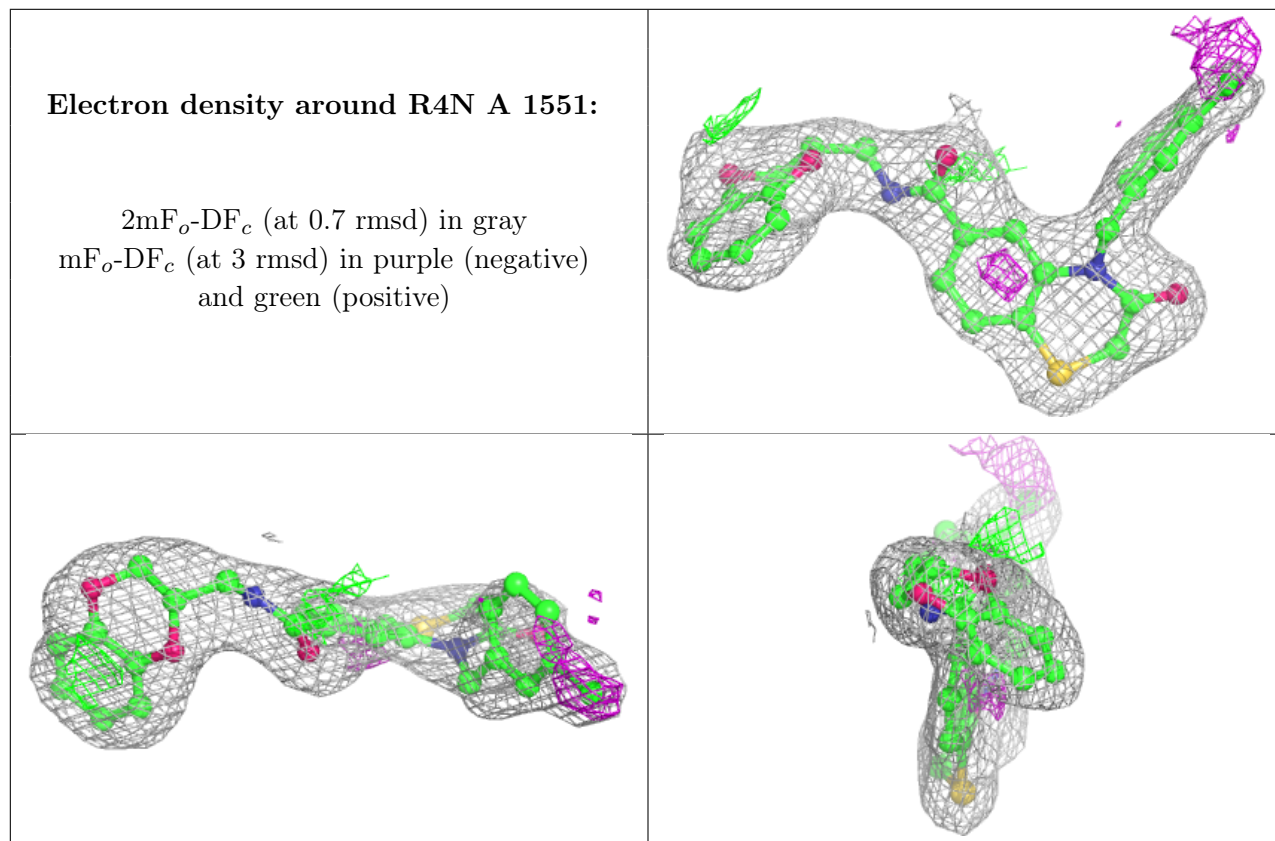 Electron density around R4N A 1551:
2mFo-DFc (at 0.7 rmsd) in gray
mFo-DFc (at 3 rmsd) in purple (negative)
and green (positive)